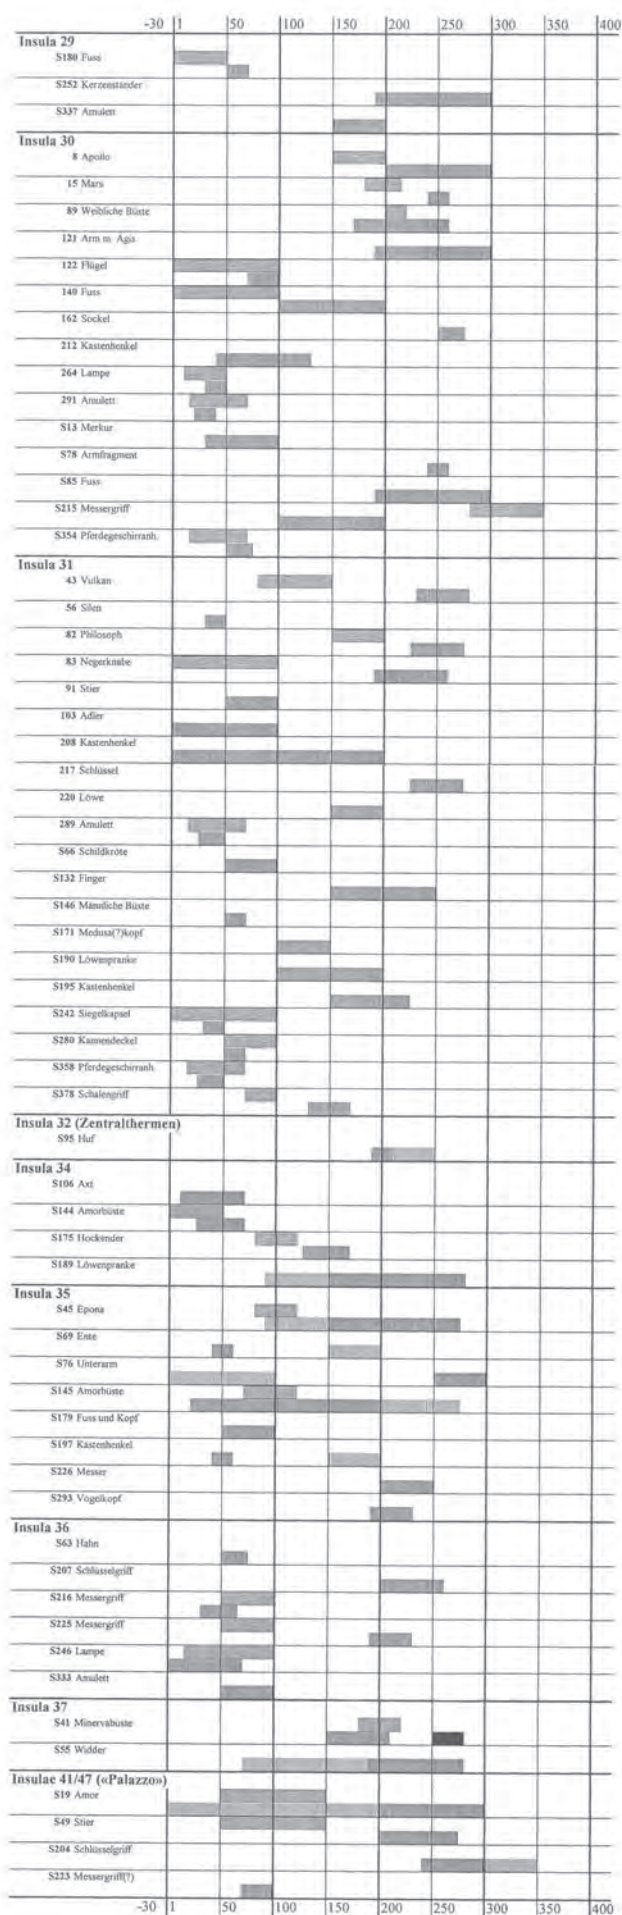 -30 1 50 100 150 200 250 300 350 400
Insula 29
S180 Fuss
S252 Kerzenständer
S337 Amulett
Insula 30
8 Apollo
15 Mars
89 Weibliche Büste
121 Arm m. Ägis
122 Flügel
140 Fuss
162 Sockel
212 Kastenhenkel
264 Lampe
291 Amulett
S13 Merkur
S78 Armfragment
S85 Fuss
S215 Messergriff
S354 Pferdegeschirranh.
Insula 31
43 Vulkan
56 Silen
82 Philosoph
83 Negerknabe
91 Stier
103 Adler
208 Kastenhenkel
217 Schlüssel
220 Löwe
289 Amulett
S66 Schildkröte
S132 Finger
S146 Männliche Büste
S171 Medusa(?)kopf
S190 Löwenpranke
S195 Kastenhenkel
S242 Siegelkapsel
S280 Kannendeckel
S358 Pferdegeschirranh.
S378 Schalengriff
Insula 32 (Zentralthermen)
S95 Huf
Insula 34
S106 Axt
S144 Amorbüste
S175 Hockender
S189 Löwenpranke
Insula 35
S45 Epona
S69 Ente
S76 Unterarm
S145 Amorbüste
S179 Fuss und Kopf
S197 Kastenhenkel
S226 Messer
S293 Vogelkopf
Insula 36
S63 Hahn
S207 Schlüsselgriff
S216 Messergriff
S225 Messergriff
S246 Lampe
S333 Amulett
Insula 37
S41 Minervabüste
S55 Widder
Insulae 41/47 («Palazzo»)
S19 Amor
S49 Stier
S204 Schlüsselgriff
S223 Messergriff(?)
-30 1 50 100 150 200 250 300 350 400